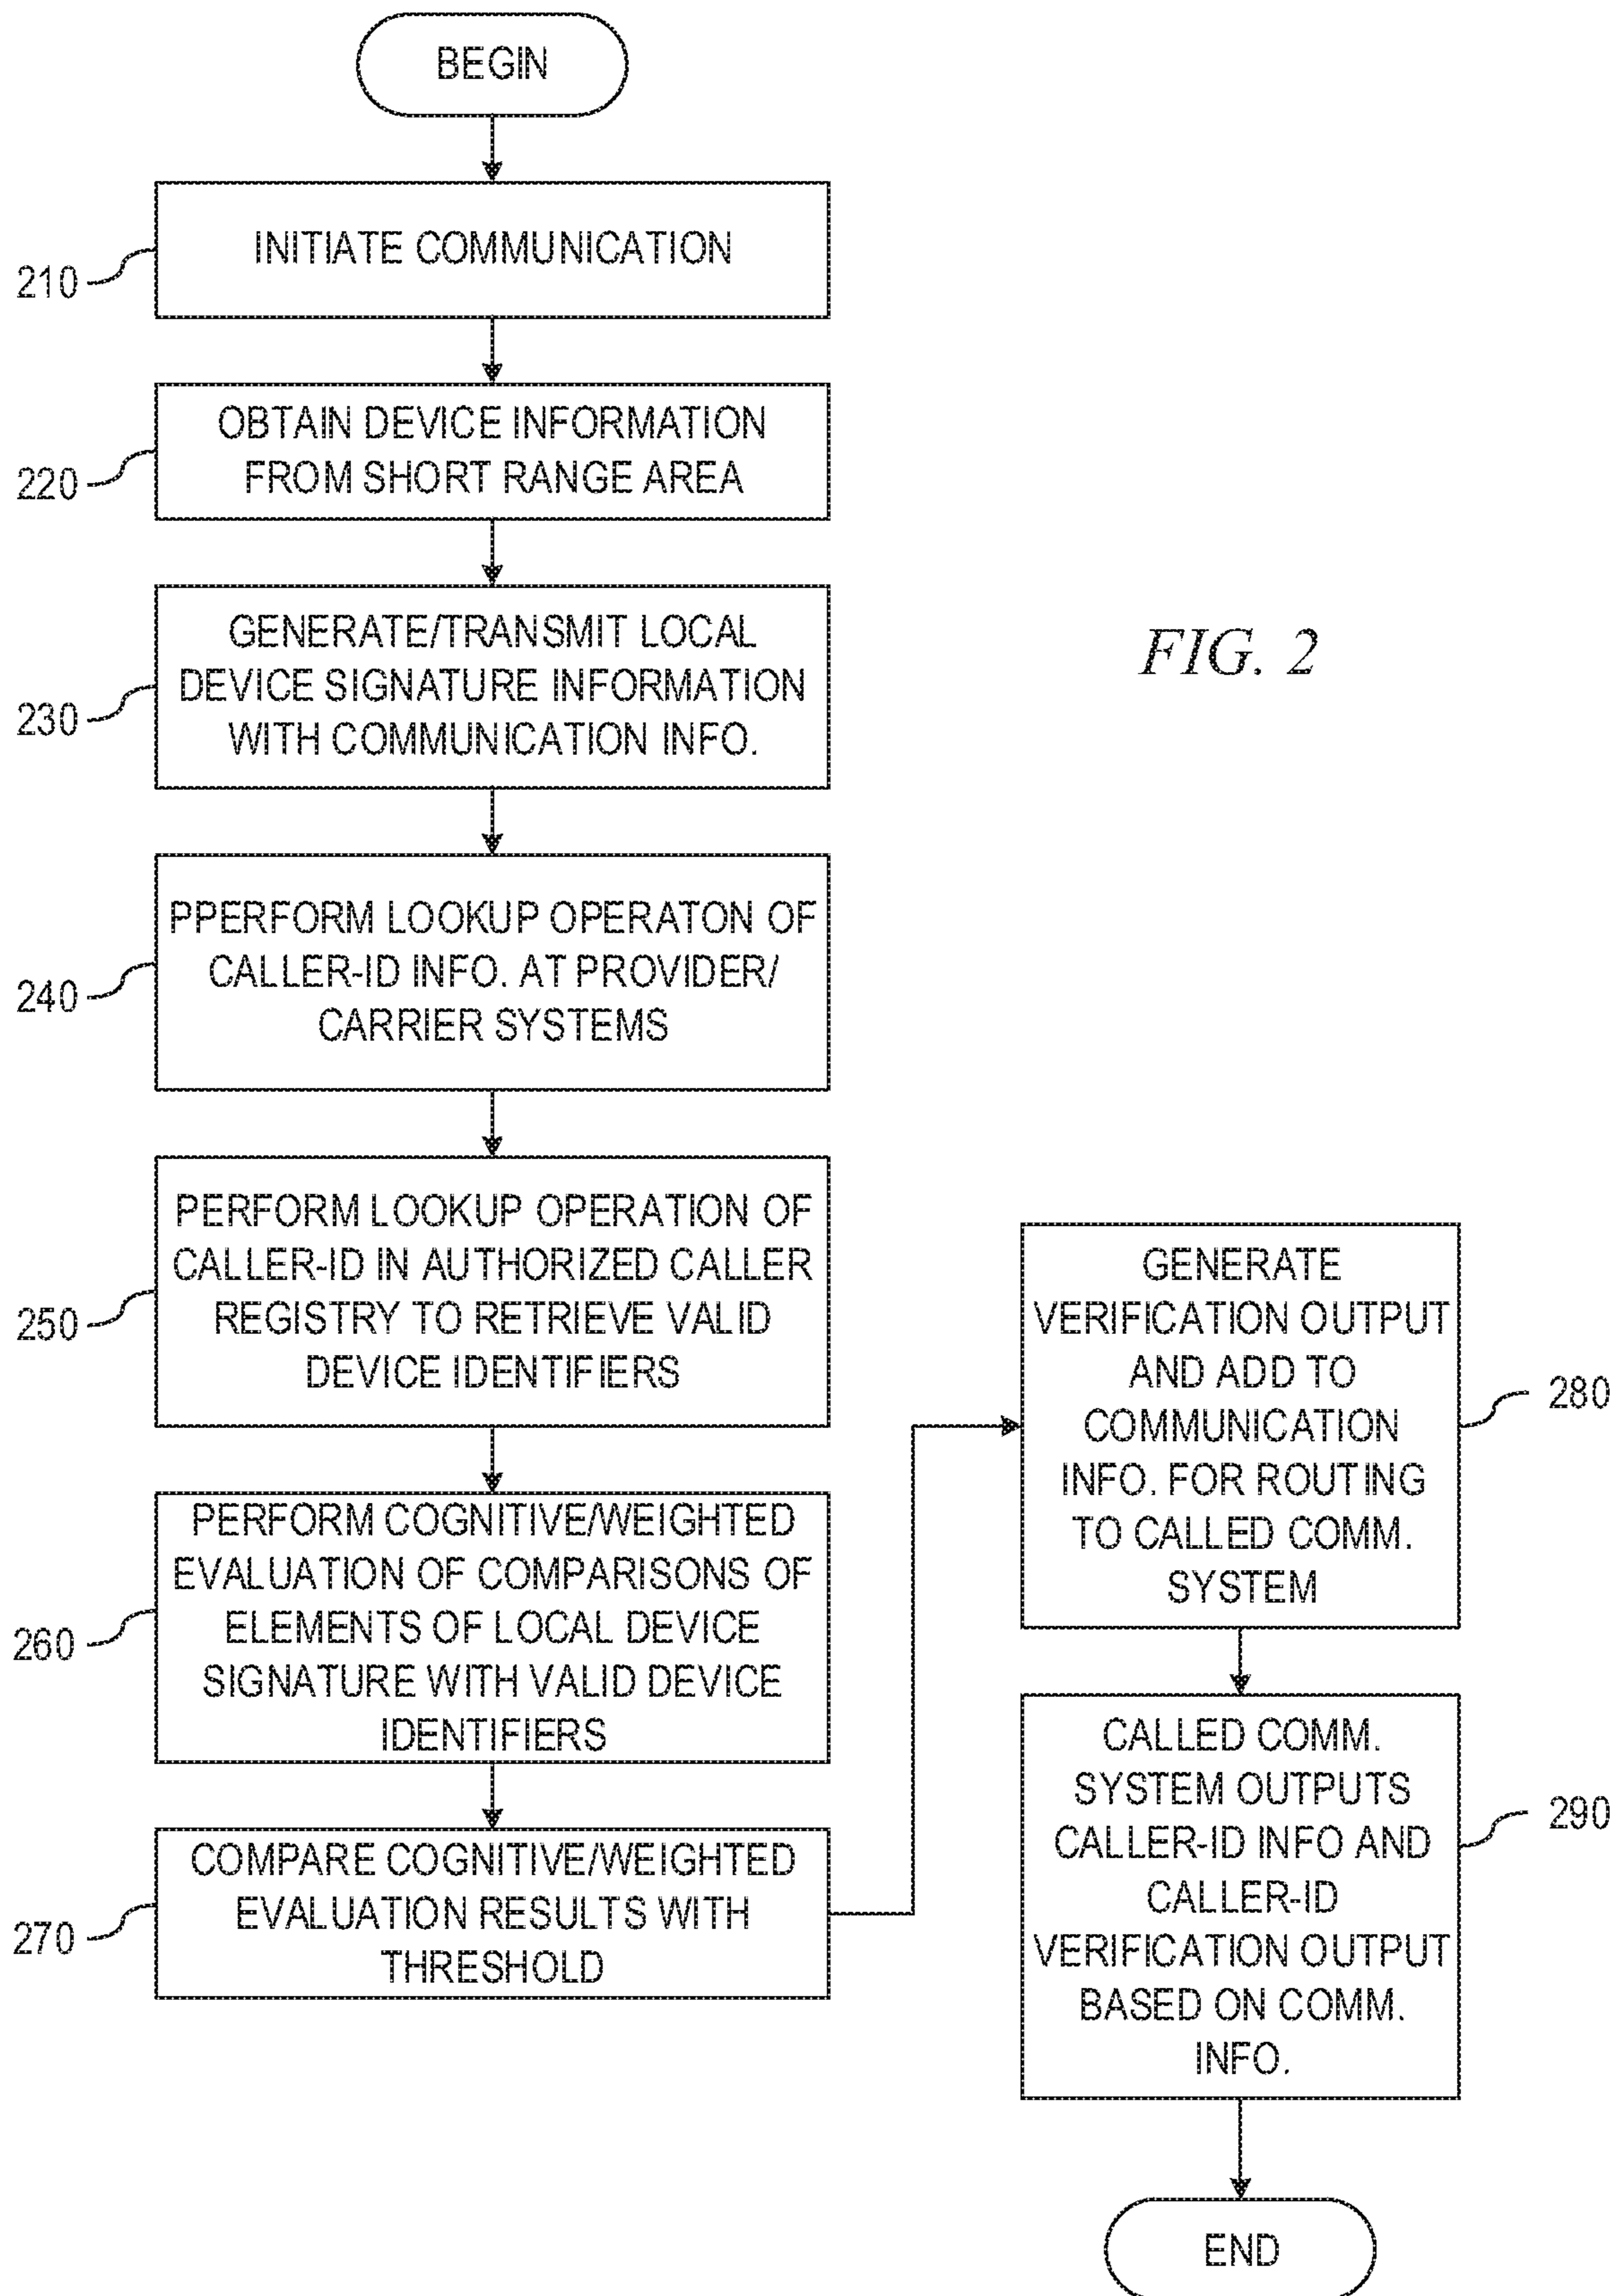 BEGIN
INITIATE COMMUNICATION
210
OBTAIN DEVICE INFORMATION
FROM SHORT RANGE AREA
220
GENERATE/TRANSMIT LOCAL
DEVICE SIGNATURE INFORMATION
WITH COMMUNICATION INFO.
230
FIG. 2
PPERFORM LOOKUP OPERATON OF
CALLER-ID INFO. AT PROVIDER/
CARRIER SYSTEMS
240
PERFORM LOOKUP OPERATION OF
CALLER-ID IN AUTHORIZED CALLER
REGISTRY TO RETRIEVE VALID
DEVICE IDENTIFIERS
250
PERFORM COGNITIVE/WEIGHTED
EVALUATION OF COMPARISONS OF
ELEMENTS OF LOCAL DEVICE
SIGNATURE WITH VALID DEVICE
IDENTIFIERS
260
COMPARE COGNITIVE/WEIGHTED
EVALUATION RESULTS WITH
THRESHOLD
270
GENERATE
VERIFICATION OUTPUT
AND ADD TO
COMMUNICATION
INFO. FOR ROUTING
TO CALLED COMM.
SYSTEM
280
CALLED COMM.
SYSTEM OUTPUTS
CALLER-ID INFO AND
CALLER-ID
VERIFICATION OUTPUT
BASED ON COMM.
INFO.
290
END